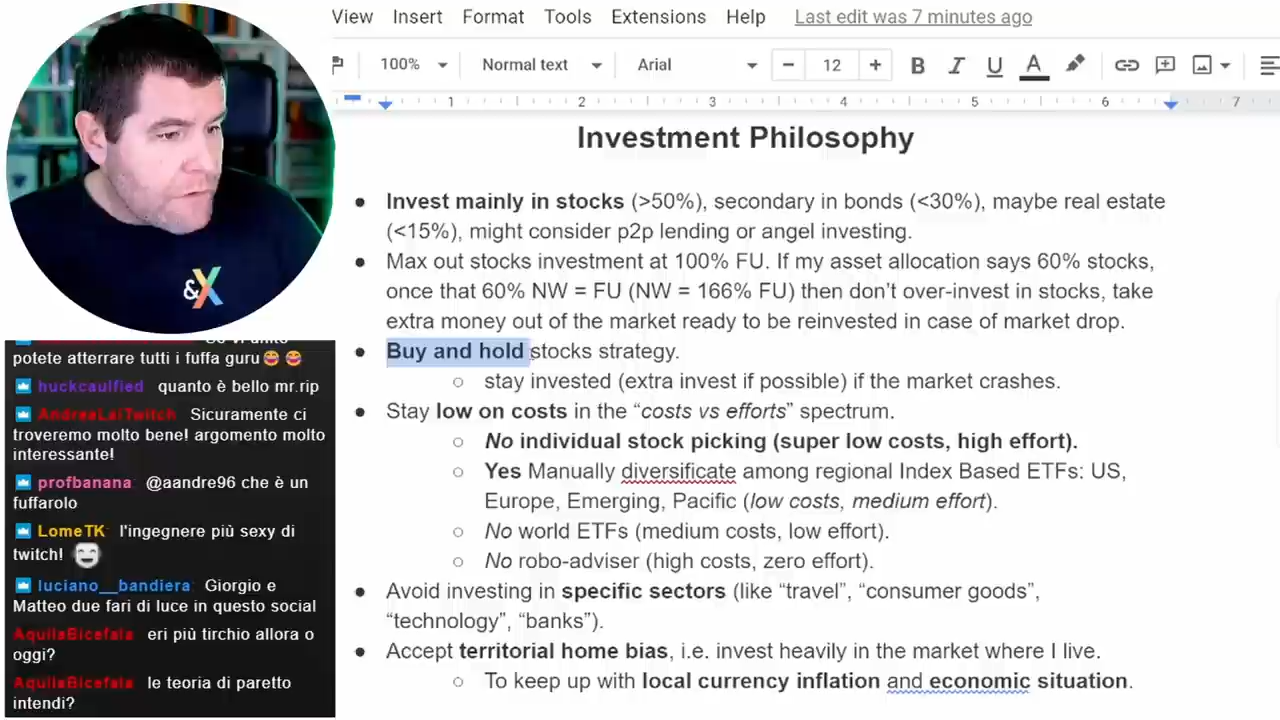 View Insert Format Tools Extensions Help Last edit was 7 minutes ago
100% Normal text Arial 12 B I U A
1 2 3 4 5 6 7
Investment Philosophy
● Invest mainly in stocks (>50%), secondary in bonds (<30%), maybe real estate
(<15%), might consider p2p lending or angel investing.
● Max out stocks investment at 100% FU. If my asset allocation says 60% stocks,
once that 60% NW = FU (NW = 166% FU) then don’t over-invest in stocks, take
extra money out of the market ready to be reinvested in case of market drop.
● Buy and hold stocks strategy.
○ stay invested (extra invest if possible) if the market crashes.
● Stay low on costs in the “costs vs efforts” spectrum.
○ No individual stock picking (super low costs, high effort).
○ Yes Manually diversificate among regional Index Based ETFs: US,
Europe, Emerging, Pacific (low costs, medium effort).
○ No world ETFs (medium costs, low effort).
○ No robo-adviser (high costs, zero effort).
● Avoid investing in specific sectors (like “travel”, “consumer goods”,
“technology”, “banks”).
● Accept territorial home bias, i.e. invest heavily in the market where I live.
○ To keep up with local currency inflation and economic situation.
&X
potete atterrare tutti i fuffa guru😂😂
huckcaulfied quanto è bello mr.rip
AndreaLaiTwitch Sicuramente ci
troveremo molto bene! argomento molto
interessante!
profbanana @aandre96 che è un
fuffarolo
LomeTK l'ingegnere più sexy di
twitch!
luciano__bandiera Giorgio e
Matteo due fari di luce in questo social
AquilaBicefala eri più tirchio allora o
oggi?
AquilaBicefala le teoria di paretto
intendi?